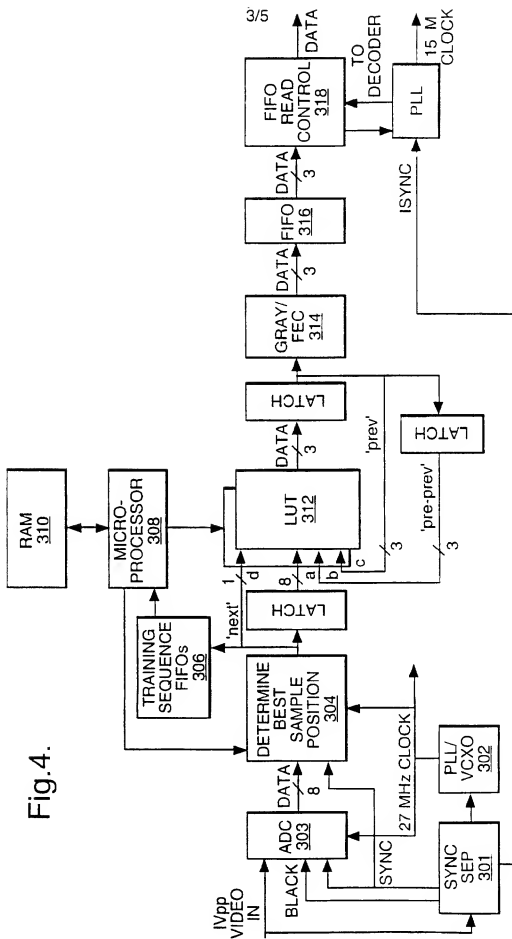 3/5
Fig.4.
RAM
310
MICRO-
PROCESSOR
308
TRAINING
SEQUENCE
FIFOs
306
IVpp
VIDEO
IN
BLACK
ADC
303
DATA
8
SYNC
SYNC
SEP
301
PLL/
VCXO
302
27 MHz CLOCK
DETERMINE
BEST
SAMPLE
POSITION
304
'next'
LATCH
1
d
8
a
b
c
LUT
312
DATA
3
LATCH
'prev'
3
'pre-prev'
3
LATCH
GRAY/
FEC
314
DATA
3
FIFO
316
DATA
3
FIFO
READ
CONTROL
318
DATA
TO
DECODER
ISYNC
PLL
15 M
CLOCK